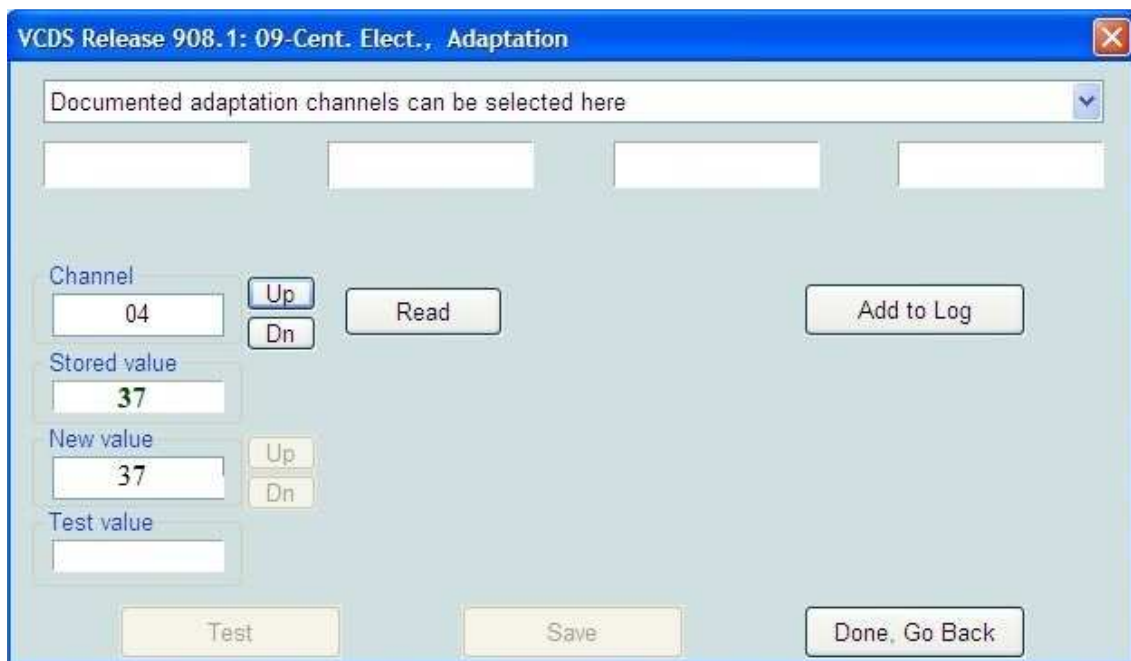 VCDS Release 908.1: 09-Cent. Elect., Adaptation
Documented adaptation channels can be selected here
Channel
04
Up
Dn
Read
Add to Log
Stored value
37
New value
37
Up
Dn
Test value
Test
Save
Done, Go Back